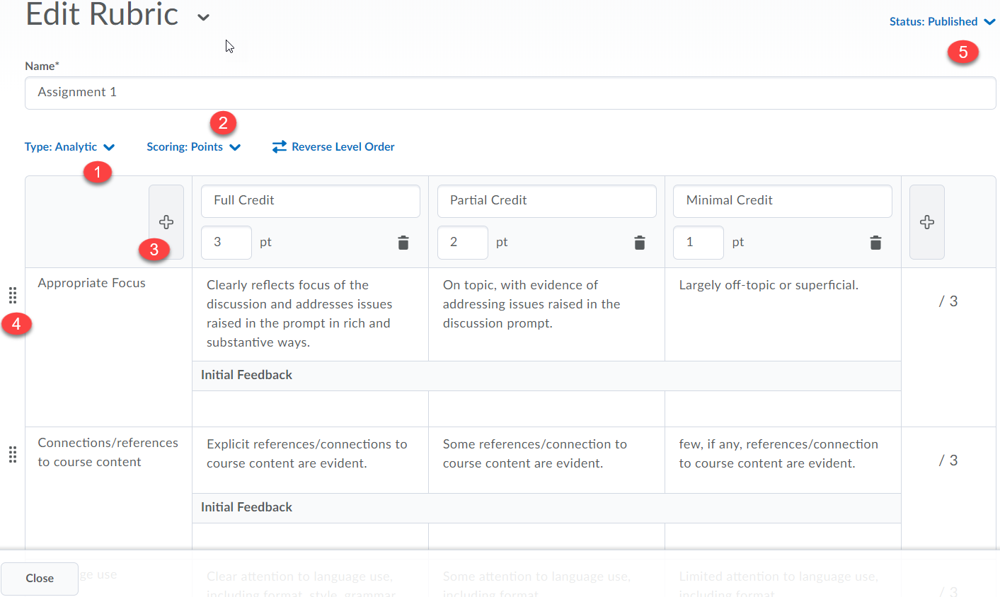 Edit Rubric
Status: Published
5
Name*
Assignment 1
2
Type: Analytic
Scoring: Points
Reverse Level Order
1
Full Credit
Partial Credit
Minimal Credit
3 pt
2 pt
1 pt
3
Appropriate Focus
Clearly reflects focus of the
discussion and addresses issues
raised in the prompt in rich and
substantive ways.
On topic, with evidence of
addressing issues raised in the
discussion prompt.
Largely off-topic or superficial.
/ 3
4
Initial Feedback
Connections/references
to course content
Explicit references/connections to
course content are evident.
Some references/connection to
course content are evident.
few, if any, references/connection
to course content are evident.
/ 3
Initial Feedback
Close
ge use
Clear attention to language use,
including format, style, grammar
Some attention to language use,
including format
Limited attention to language use,
including format
/ 3